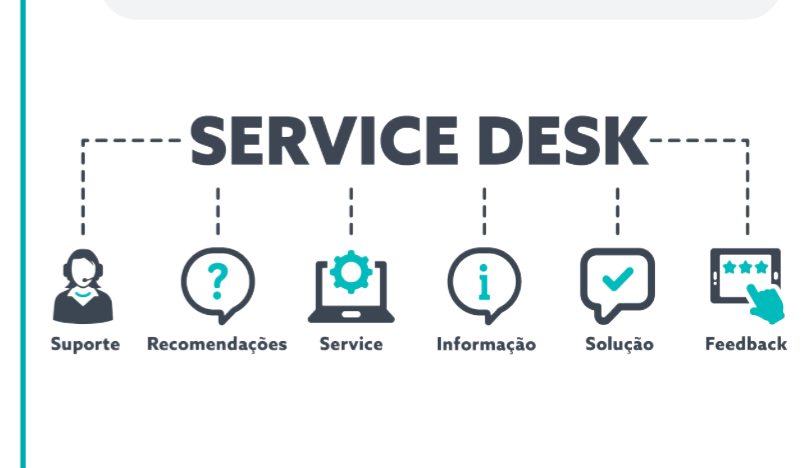 SERVICE DESK
Suporte
Recomendações
Service
Informação
Solução
Feedback